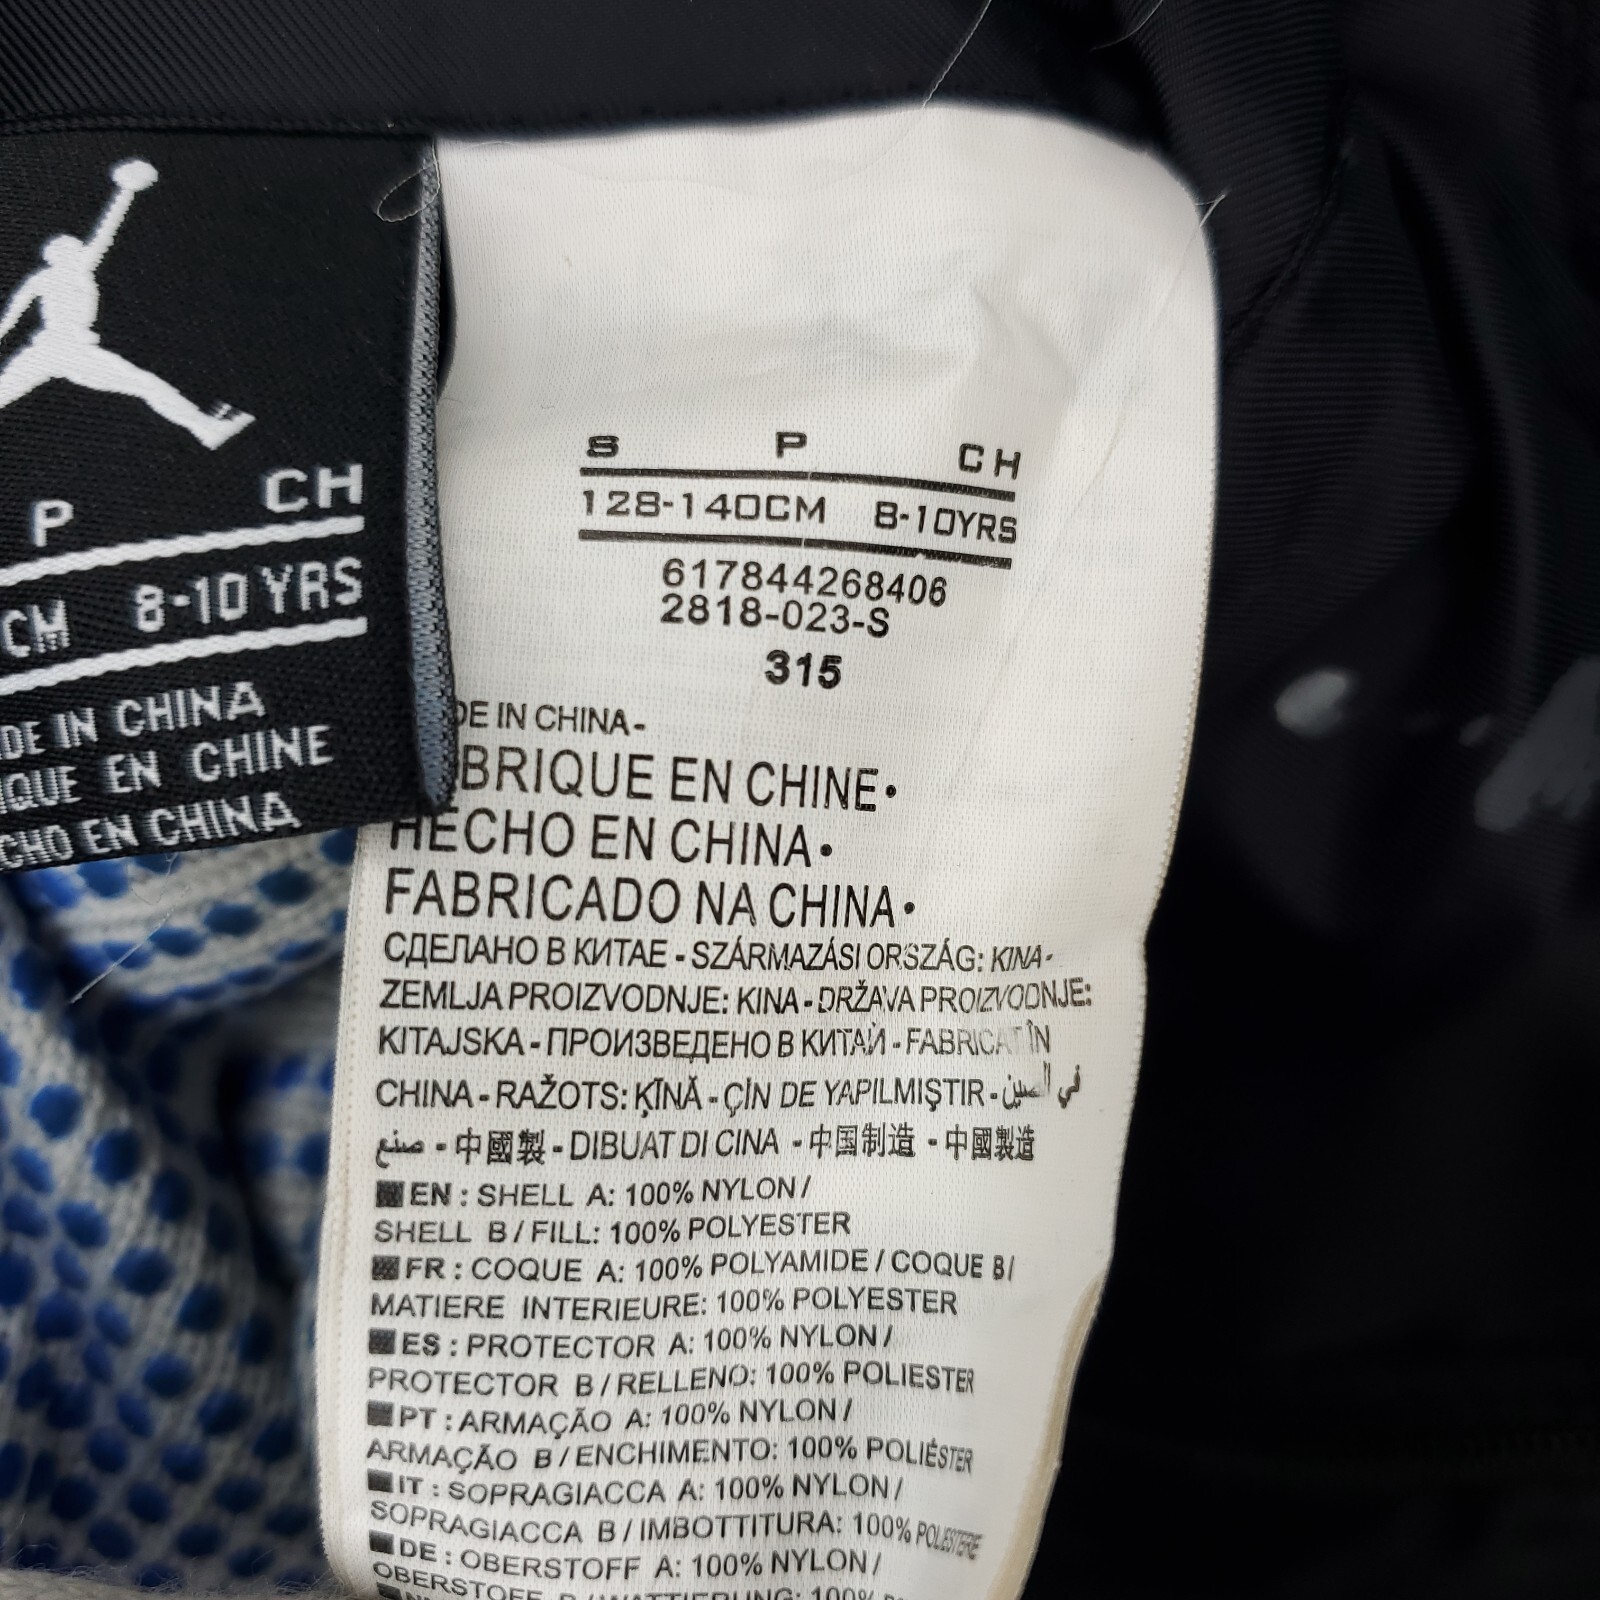 P CH
CM 8-10 YRS
DE IN CHINA
IQUE EN CHINE
CHO EN CHINA
S P CH
128-140CM 8-10YRS
617844268406
2818-023-S
315
DE IN CHINA-
BRIQUE EN CHINE•
HECHO EN CHINA•
FABRICADO NA CHINA•
СДЕЛАНО В КИТАЕ - SZÁRMAZÁSI ORSZÁG: KINA-
ZEMLJA PROIZVODNJE: KINA - DRŽAVA PROIZVODNJE:
KITAJSKA - ПРОИЗВЕДЕНО В КИТАЙ - FABRICAT ÎN
CHINA - RAŽOTS: ĶĪNĀ - ÇİN DE YAPILMIŞTIR - في الصين
صنع - 中國製 - DIBUAT DI CINA - 中国制造 - 中國製造
EN : SHELL A: 100% NYLON /
SHELL B / FILL: 100% POLYESTER
FR : COQUE A: 100% POLYAMIDE / COQUE B/
MATIERE INTERIEURE: 100% POLYESTER
ES : PROTECTOR A: 100% NYLON /
PROTECTOR B / RELLENO: 100% POLIESTER
PT : ARMAÇÃO A: 100% NYLON /
ARMAÇÃO B / ENCHIMENTO: 100% POLIÉSTER
IT : SOPRAGIACCA A: 100% NYLON /
SOPRAGIACCA B / IMBOTTITURA: 100% POLIESTERE
DE : OBERSTOFF A: 100% NYLON /
OBERSTOFF B / WATTIERUNG: 100%